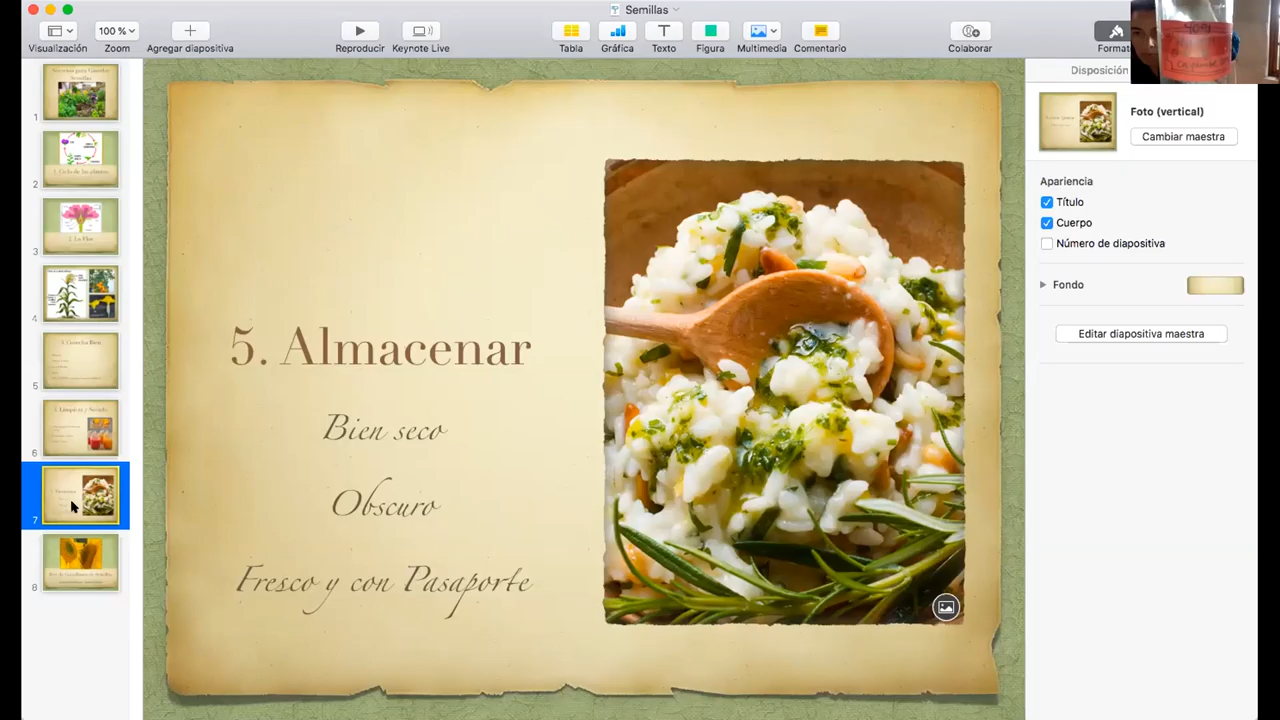 Semillas
100 %
Visualización
Zoom
Agregar diapositiva
Reproducir
Keynote Live
Tabla
Gráfica
Texto
Figura
Multimedia
Comentario
Colaborar
Format
Disposición
Foto (vertical)
Cambiar maestra
Apariencia
Título
Cuerpo
Número de diapositiva
Fondo
Editar diapositiva maestra
5. Almacenar
Bien seco
Obscuro
Fresco y con Pasaporte
1
2
3
4
5
6
7
8